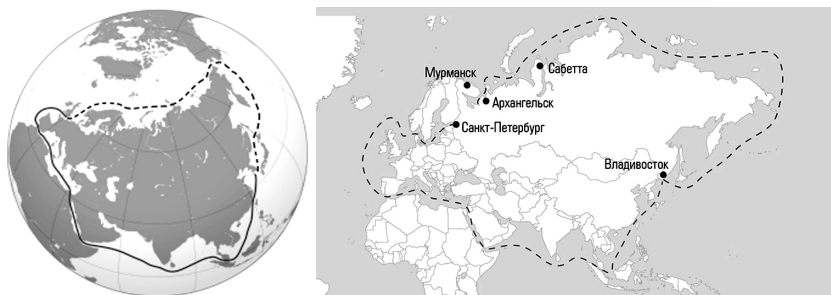 Мурманск
Сабетта
Архангельск
Санкт-Петербург
Владивосток